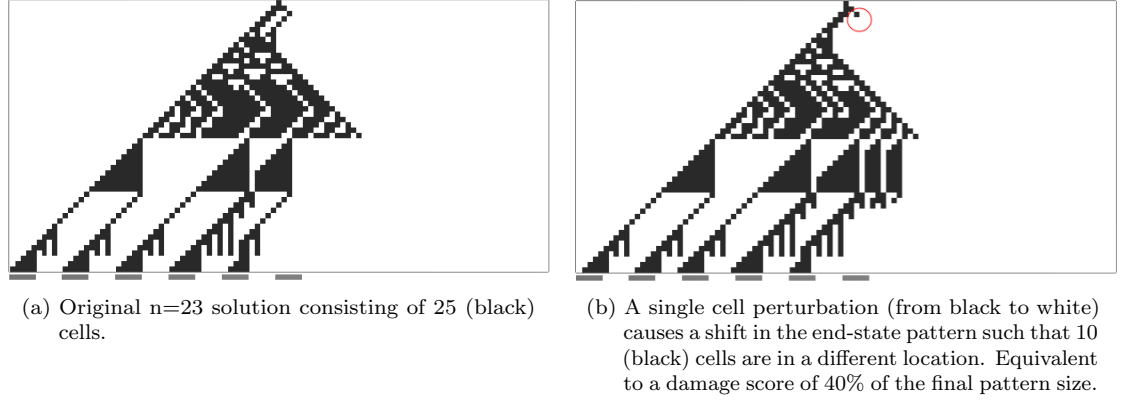 (a) Original n=23 solution consisting of 25 (black)
cells.
(b) A single cell perturbation (from black to white)
causes a shift in the end-state pattern such that 10
(black) cells are in a different location. Equivalent
to a damage score of 40% of the final pattern size.